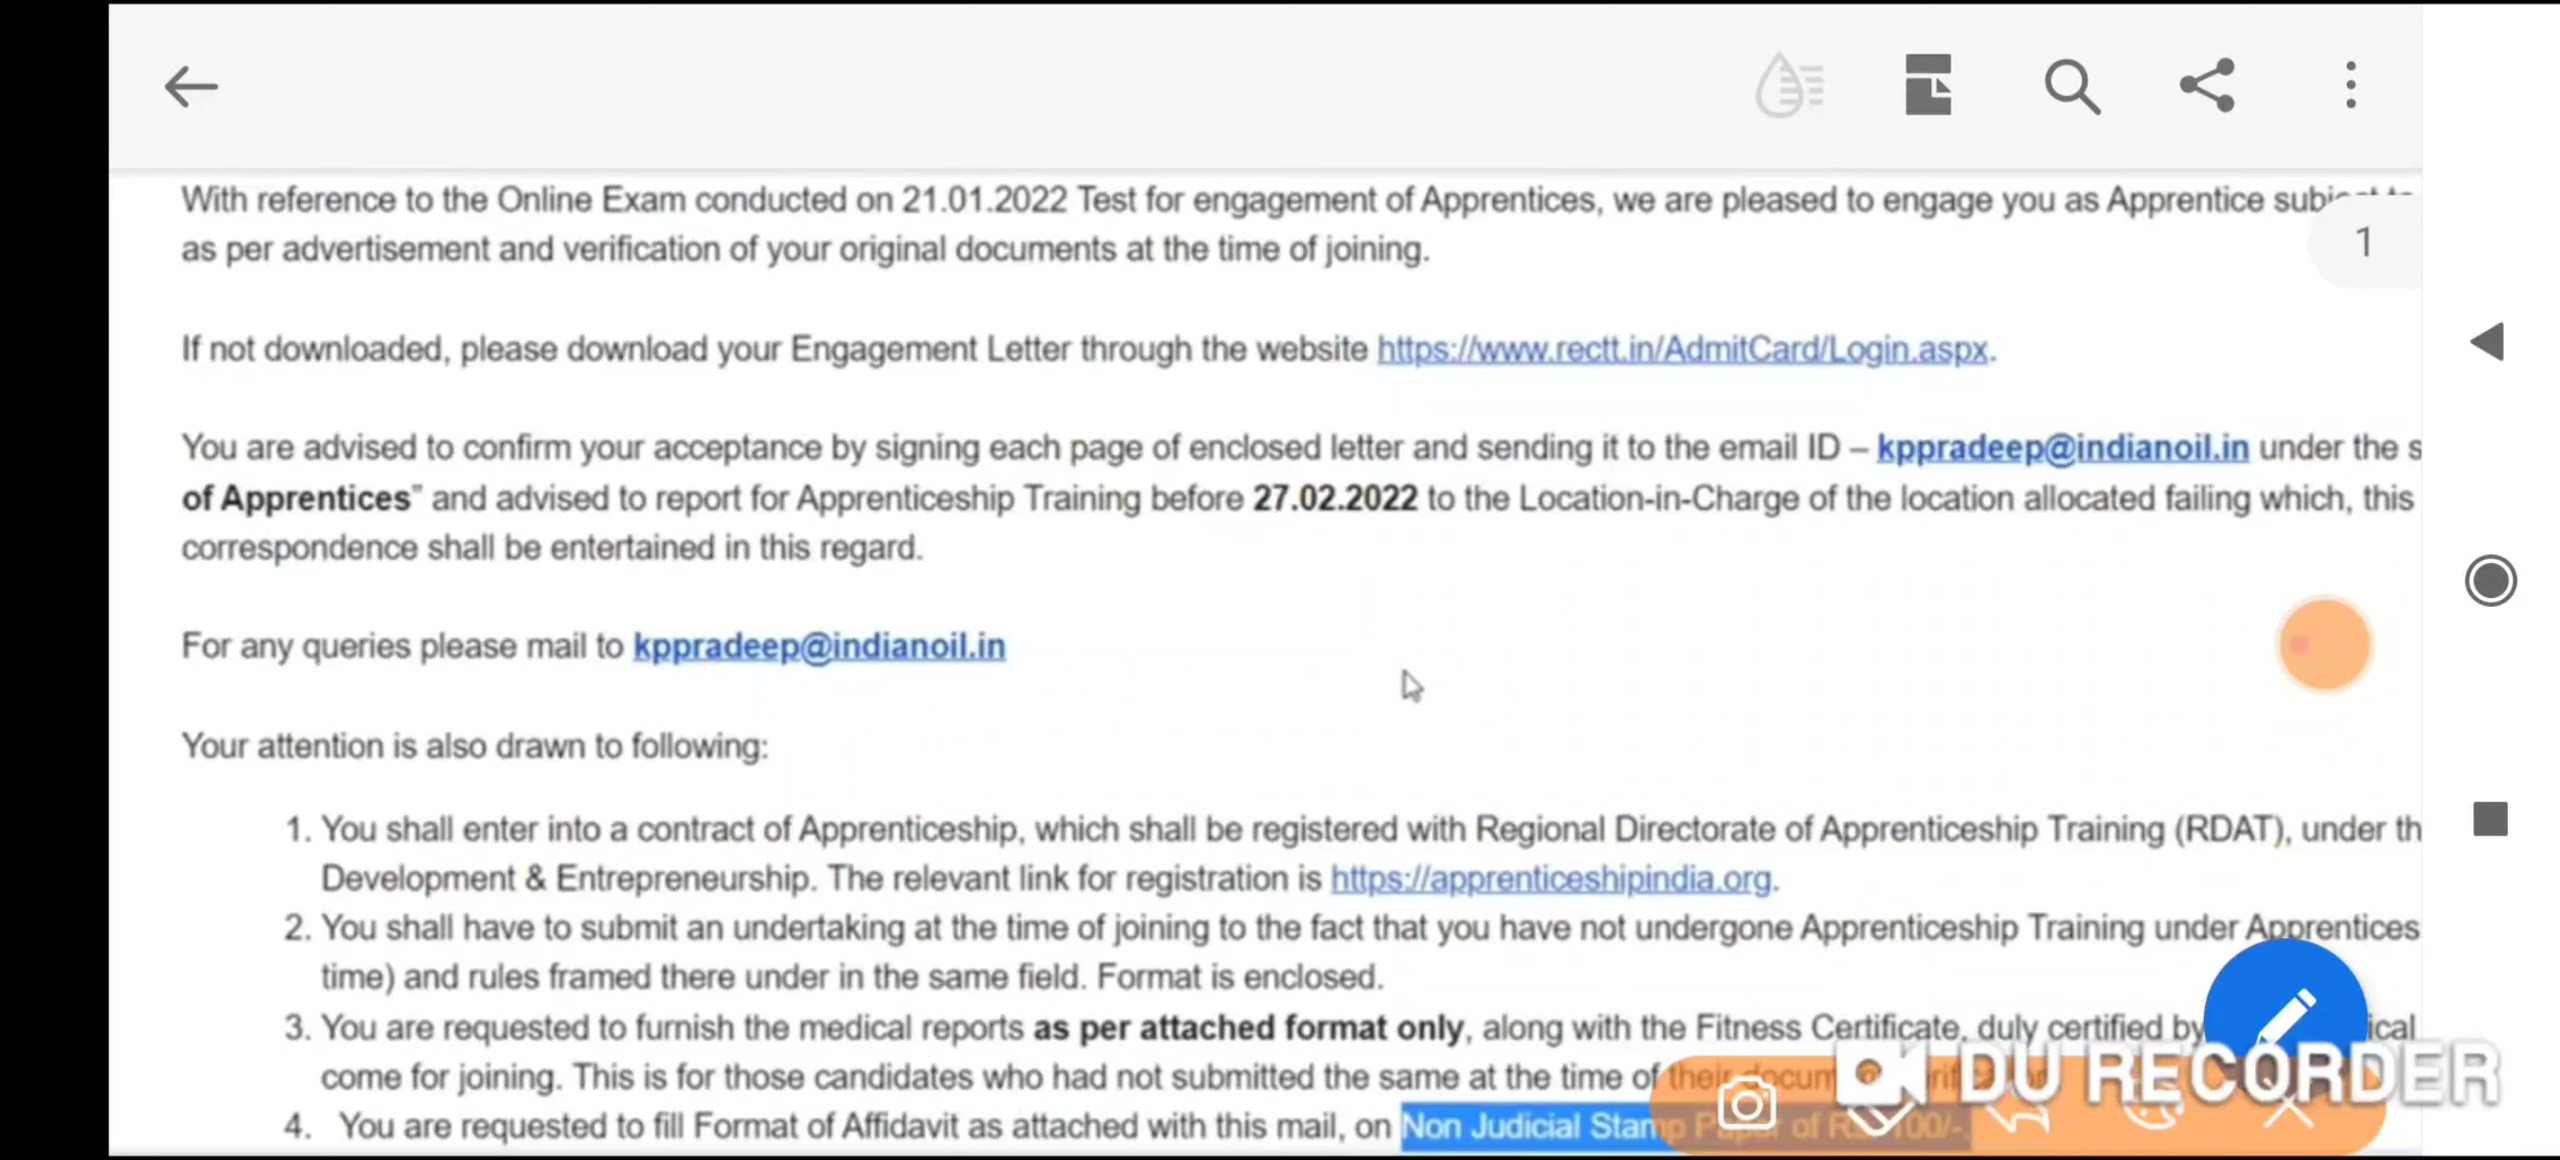 With reference to the Online Exam conducted on 21.01.2022 Test for engagement of Apprentices, we are pleased to engage you as Apprentice
as per advertisement and verification of your original documents at the time of joining.
1
If not downloaded, please download your Engagement Letter through the website https://www.rectt.in/AdmitCard/Login.aspx.
You are advised to confirm your acceptance by signing each page of enclosed letter and sending it to the email ID – kppradeep@indianoil.in under the s
of Apprentices" and advised to report for Apprenticeship Training before 27.02.2022 to the Location-in-Charge of the location allocated failing which, this
correspondence shall be entertained in this regard.
For any queries please mail to kppradeep@indianoil.in
Your attention is also drawn to following:
1. You shall enter into a contract of Apprenticeship, which shall be registered with Regional Directorate of Apprenticeship Training (RDAT), under th
Development & Entrepreneurship. The relevant link for registration is https://apprenticeshipindia.org.
2. You shall have to submit an undertaking at the time of joining to the fact that you have not undergone Apprenticeship Training under Apprentices
time) and rules framed there under in the same field. Format is enclosed.
3. You are requested to furnish the medical reports as per attached format only, along with the Fitness Certificate, duly certified by ical
come for joining. This is for those candidates who had not submitted the same at the time of their
DU RECORDER
4. You are requested to fill Format of Affidavit as attached with this mail, on Non Judicial Stamp Paper of 100/-.